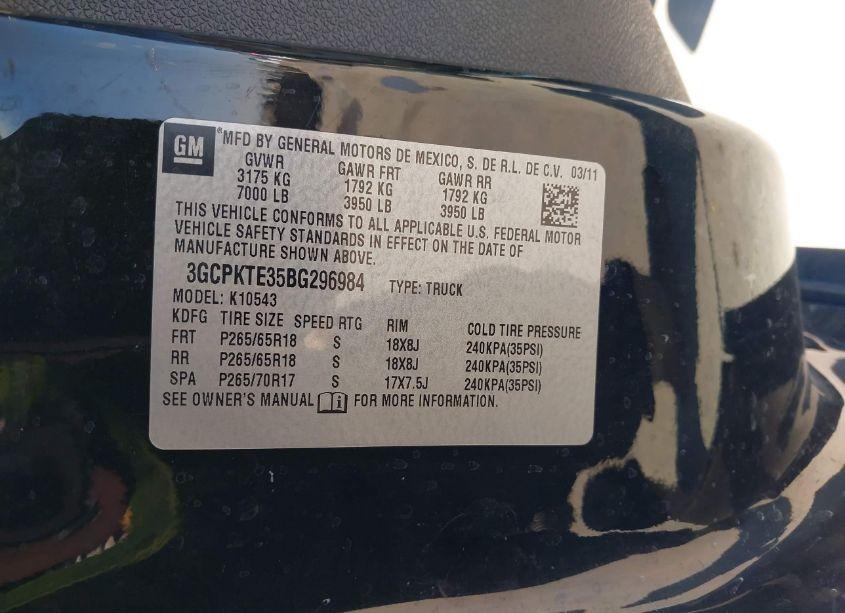 GM *MFD BY GENERAL MOTORS DE MEXICO, S. DE R.L. DE C.V. 03/11
GVWR GAWR FRT GAWR RR
3175 KG 1792 KG 1792 KG
7000 LB 3950 LB 3950 LB
THIS VEHICLE CONFORMS TO ALL APPLICABLE U.S. FEDERAL MOTOR
VEHICLE SAFETY STANDARDS IN EFFECT ON THE DATE OF
MANUFACTURE SHOWN ABOVE.
3GCPKTE35BG296984 TYPE: TRUCK
MODEL: K10543
KDFG TIRE SIZE SPEED RTG RIM COLD TIRE PRESSURE
FRT P265/65R18 S 18X8J 240KPA(35PSI)
RR P265/65R18 S 18X8J 240KPA(35PSI)
SPA P265/70R17 S 17X7.5J 240KPA(35PSI)
SEE OWNER'S MANUAL FOR MORE INFORMATION.